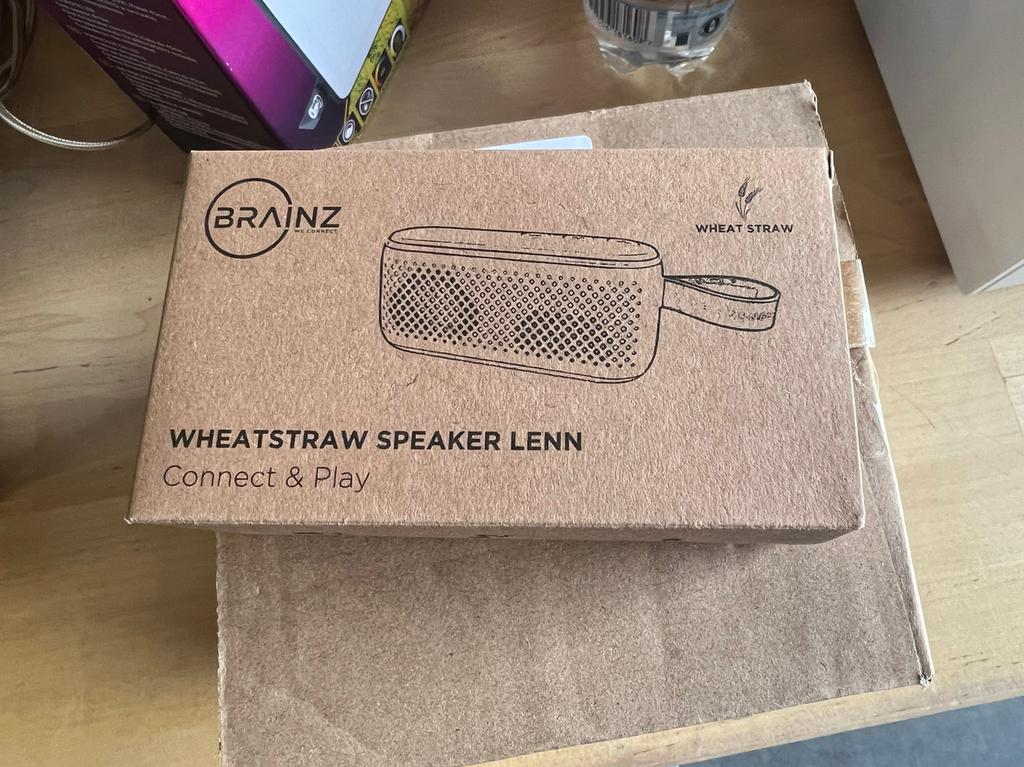 BRAINZ
WE CONNECT
WHEAT STRAW
WHEATSTRAW SPEAKER LENN
Connect & Play